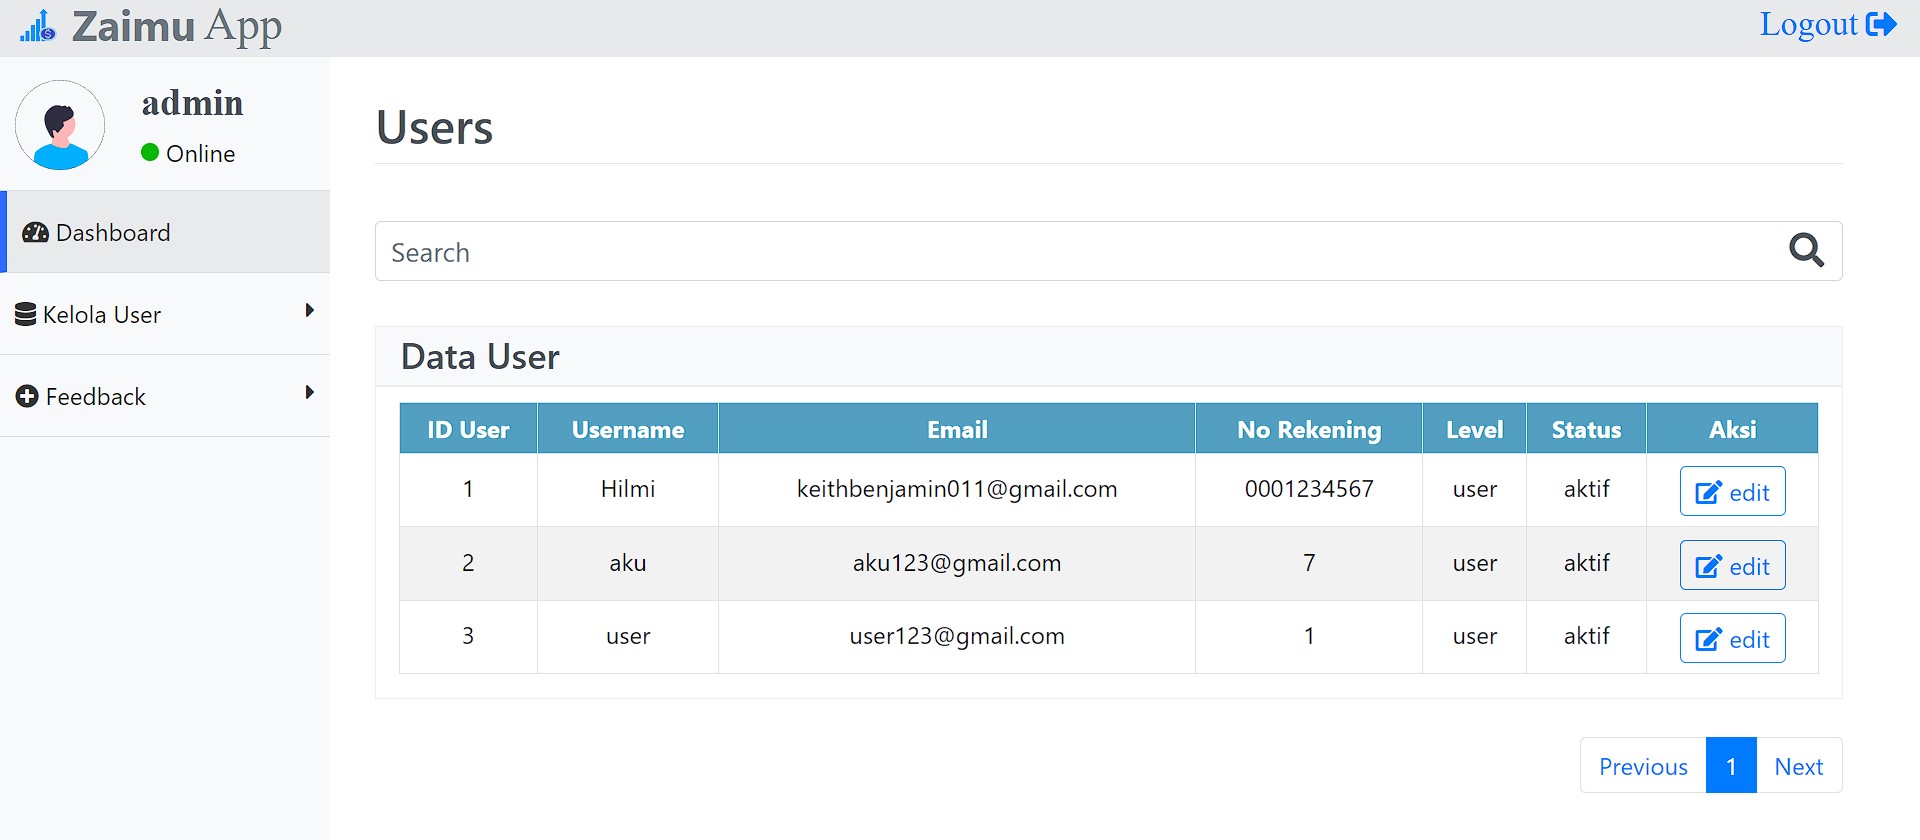 Zaimu App
Logout
admin
Online
Dashboard
Kelola User
Feedback
Users
Search
Data User
ID User Username Email No Rekening Level Status Aksi
1 Hilmi keithbenjamin011@gmail.com 0001234567 user aktif edit
2 aku aku123@gmail.com 7 user aktif edit
3 user user123@gmail.com 1 user aktif edit
Previous 1 Next